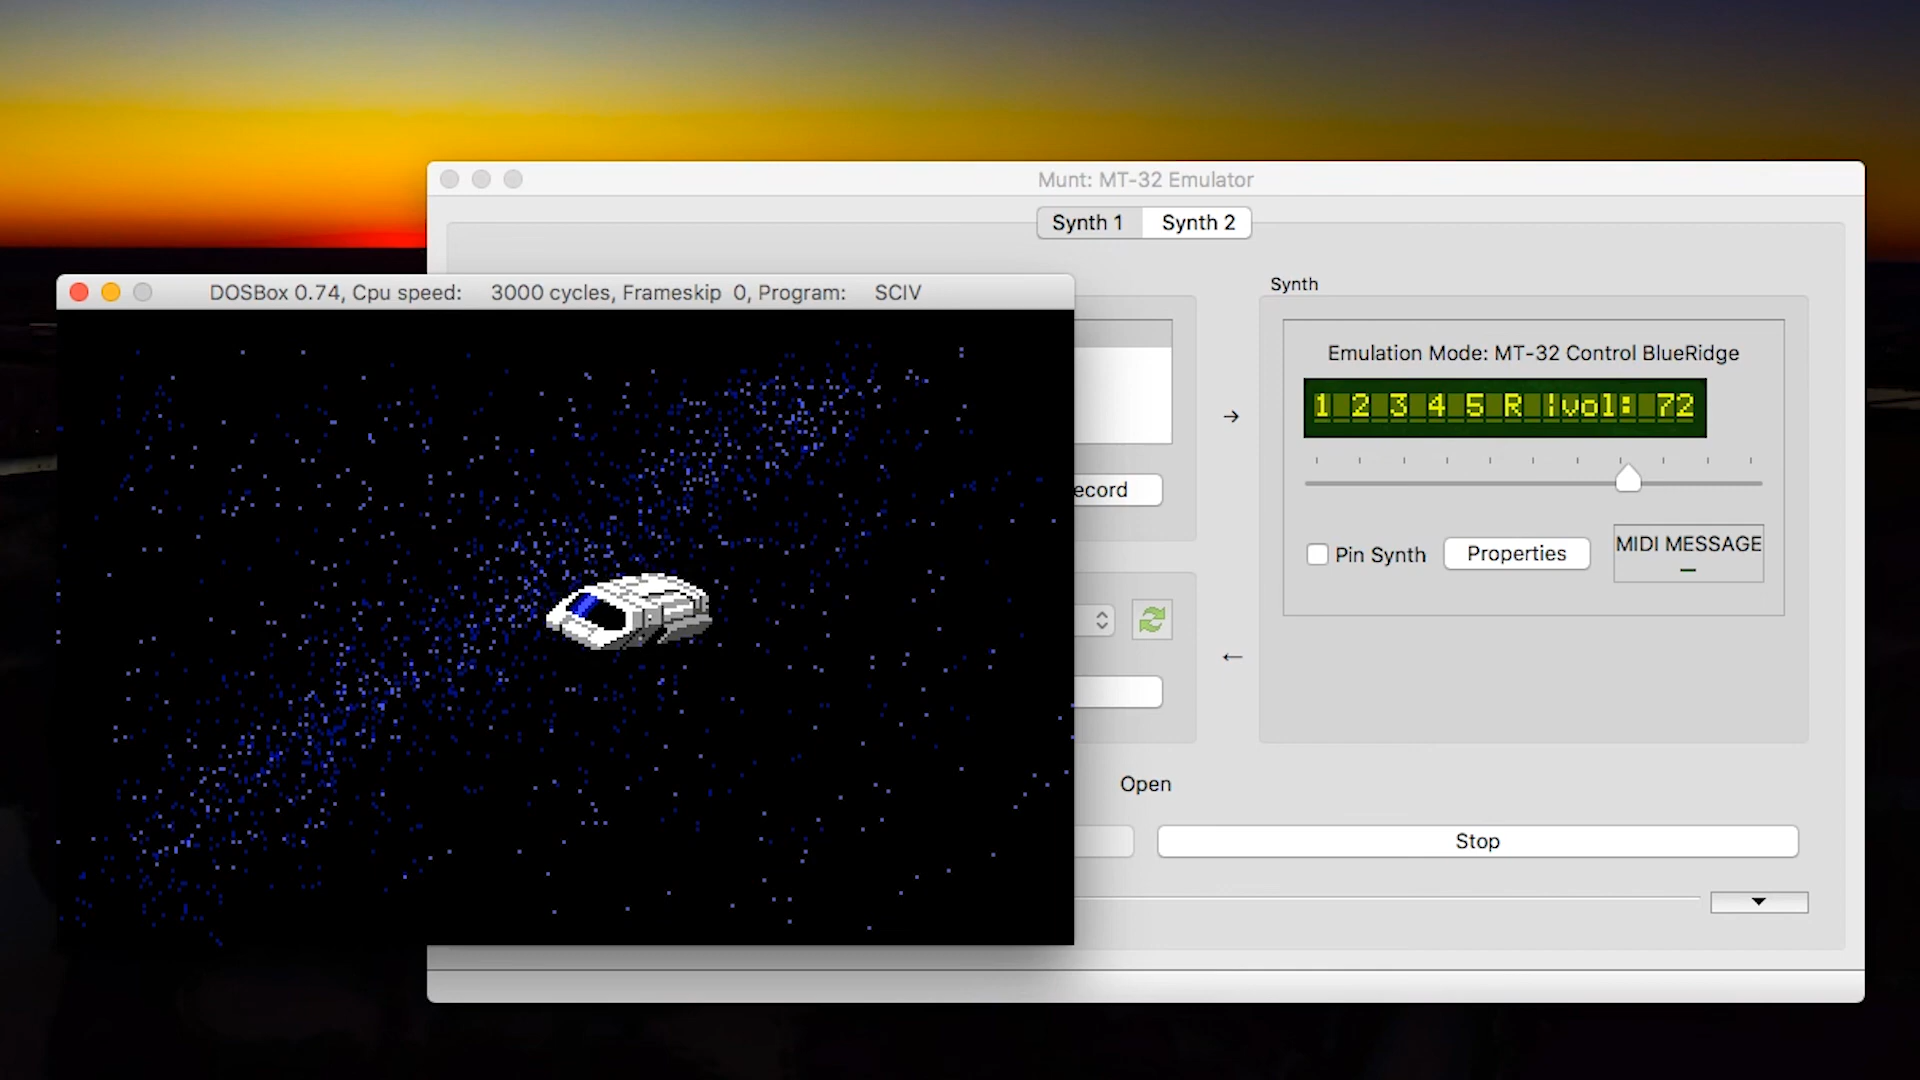 Munt: MT-32 Emulator
Synth 1 Synth 2
DOSBox 0.74, Cpu speed: 3000 cycles, Frameskip 0, Program: SCIV
Synth
Emulation Mode: MT-32 Control BlueRidge
1 2 3 4 5 R |vol: 72
ecord
Pin Synth Properties MIDI MESSAGE
Open
Stop